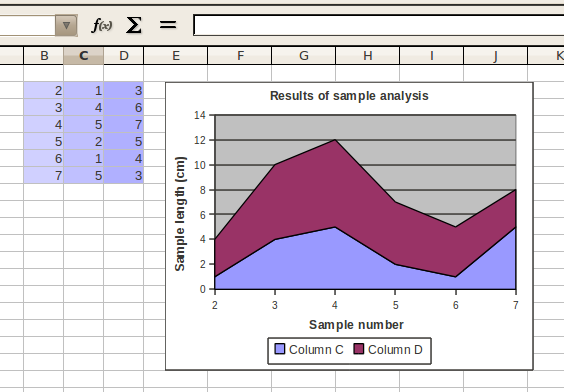 f(x) Σ =
B C D E F G H I J K
2 1 3
3 4 6
4 5 7
5 2 5
6 1 4
7 5 3
Results of sample analysis
14
12
10
8
6
4
2
0
Sample length (cm)
2 3 4 5 6 7
Sample number
Column C Column D